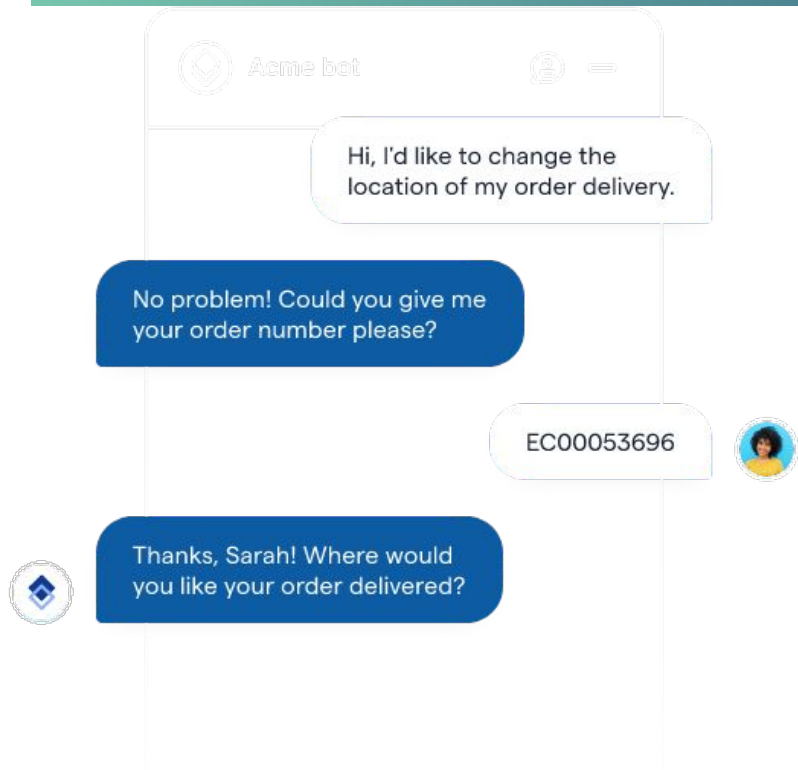 Acme bot
Hi, I'd like to change the
location of my order delivery.
No problem! Could you give me
your order number please?
EC00053696
Thanks, Sarah! Where would
you like your order delivered?